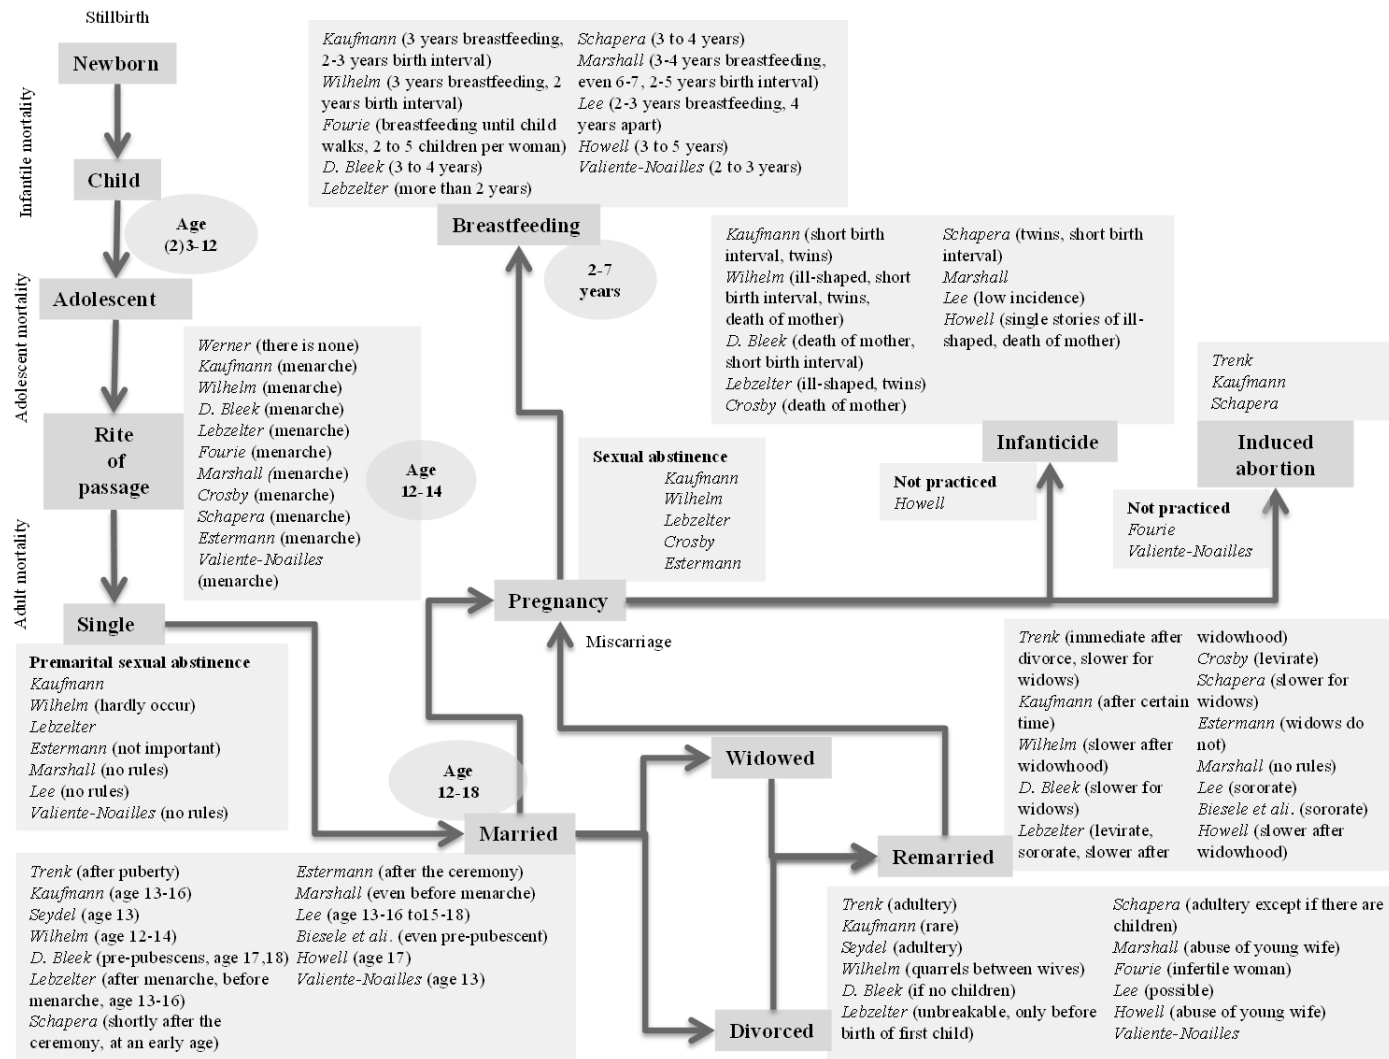 Stillbirth
Newborn
Infantile mortality
Child
Age
(2)3-12
Adolescent
Adolescent mortality
Rite
of
passage
Adult mortality
Single
Werner (there is none)
Kaufmann (menarche)
Wilhelm (menarche)
D. Bleek (menarche)
Lebzelter (menarche)
Fourie (menarche)
Marshall (menarche)
Crosby (menarche)
Schapera (menarche)
Estermann (menarche)
Valiente-Noailles
(menarche)
Age
12-14
Premarital sexual abstinence
Kaufmann
Wilhelm (hardly occur)
Lebzelter
Estermann (not important)
Marshall (no rules)
Lee (no rules)
Valiente-Noailles (no rules)
Age
12-18
Married
Trenk (after puberty)
Kaufmann (age 13-16)
Seydel (age 13)
Wilhelm (age 12-14)
D. Bleek (pre-pubescens, age 17,18)
Lebzelter (after menarche, before
menarche, age 13-16)
Schapera (shortly after the
ceremony, at an early age)
Estermann (after the ceremony)
Marshall (even before menarche)
Lee (age 13-16 to15-18)
Biesele et ali. (even pre-pubescent)
Howell (age 17)
Valiente-Noailles (age 13)
Kaufmann (3 years breastfeeding,
2-3 years birth interval)
Wilhelm (3 years breastfeeding, 2
years birth interval)
Fourie (breastfeeding until child
walks, 2 to 5 children per woman)
D. Bleek (3 to 4 years)
Lebzelter (more than 2 years)
Schapera (3 to 4 years)
Marshall (3-4 years breastfeeding,
even 6-7, 2-5 years birth interval)
Lee (2-3 years breastfeeding, 4
years apart)
Howell (3 to 5 years)
Valiente-Noailles (2 to 3 years)
Breastfeeding
2-7
years
Sexual abstinence
Kaufmann
Wilhelm
Lebzelter
Crosby
Estermann
Pregnancy
Miscarriage
Kaufmann (short birth
interval, twins)
Wilhelm (ill-shaped, short
birth interval, twins,
death of mother)
D. Bleek (death of mother,
short birth interval)
Lebzelter (ill-shaped, twins)
Crosby (death of mother)
Schapera (twins, short birth
interval)
Marshall
Lee (low incidence)
Howell (single stories of ill-
shaped, death of mother)
Infanticide
Not practiced
Howell
Trenk
Kaufmann
Schapera
Induced
abortion
Not practiced
Fourie
Valiente-Noailles
Widowed
Divorced
Remarried
Trenk (immediate after
divorce, slower for
widows)
Kaufmann (after certain
time)
Wilhelm (slower after
widowhood)
D. Bleek (slower for
widows)
Lebzelter (levirate,
sororate, slower after
widowhood)
Crosby (levirate)
Schapera (slower for
widows)
Estermann (widows do
not)
Marshall (no rules)
Lee (sororate)
Biesele et ali. (sororate)
Howell (slower after
widowhood)
Trenk (adultery)
Kaufmann (rare)
Seydel (adultery)
Wilhelm (quarrels between wives)
D. Bleek (if no children)
Lebzelter (unbreakable, only before
birth of first child)
Schapera (adultery except if there are
children)
Marshall (abuse of young wife)
Fourie (infertile woman)
Lee (possible)
Howell (abuse of young wife)
Valiente-Noailles